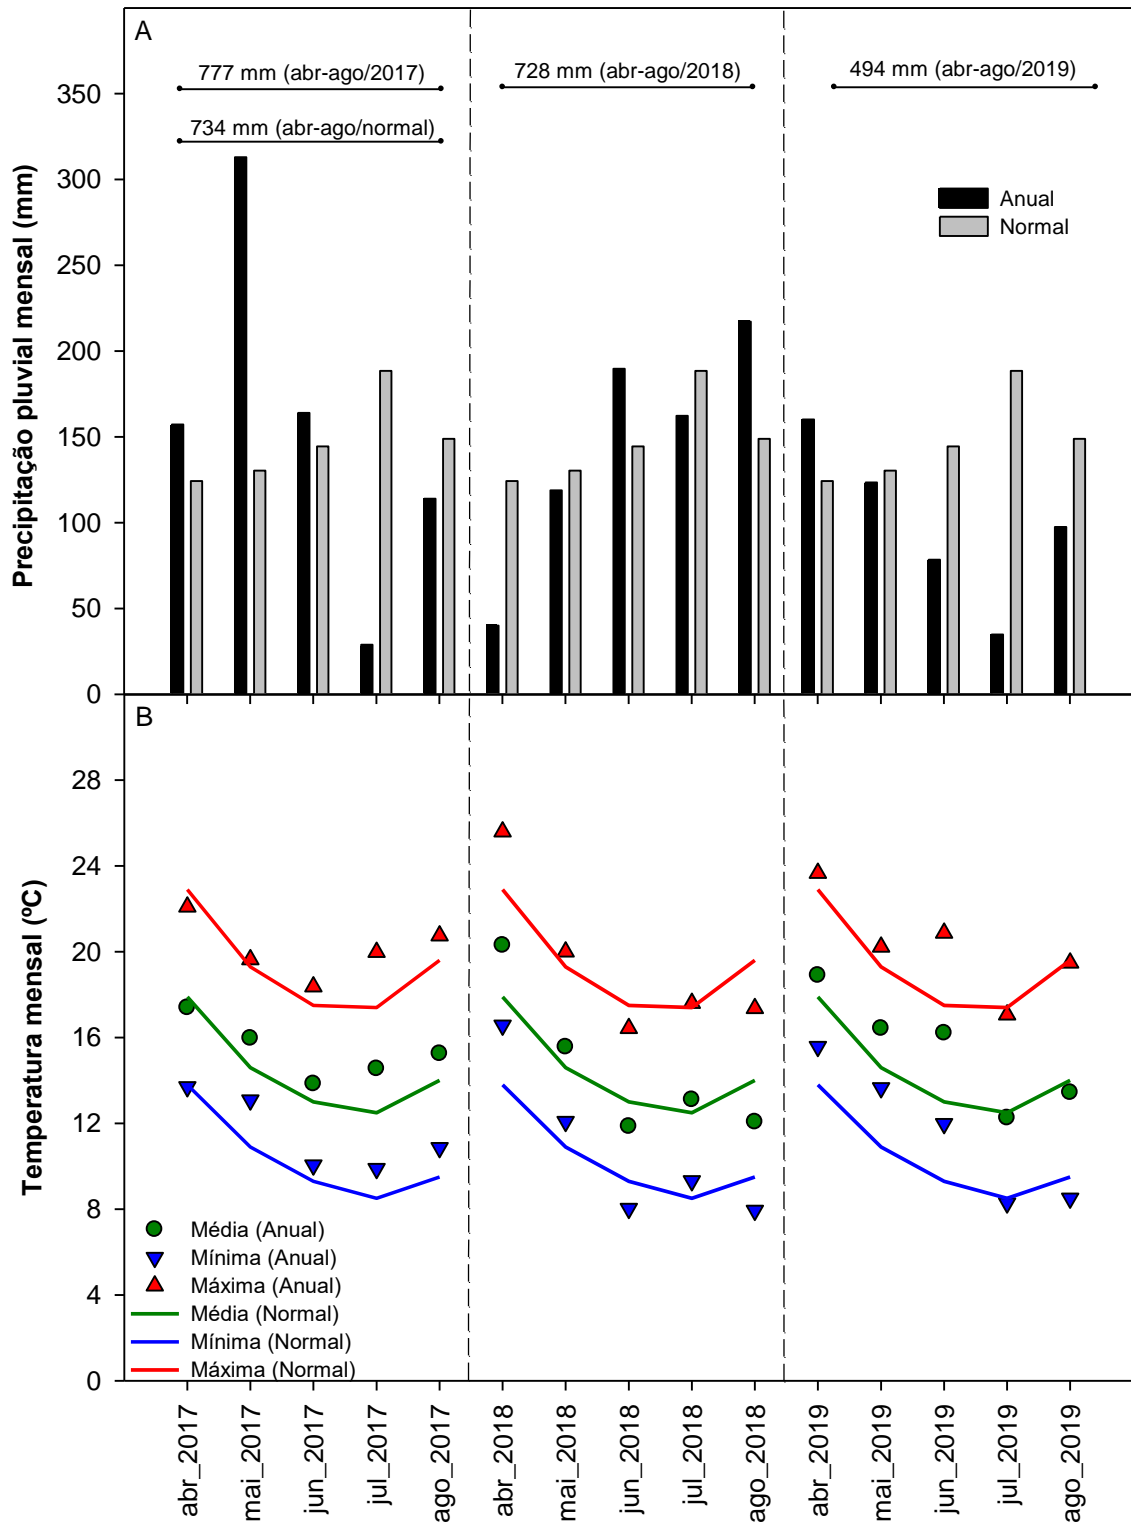 A
777 mm (abr-ago/2017)
728 mm (abr-ago/2018)
494 mm (abr-ago/2019)
734 mm (abr-ago/normal)
Anual
Normal
Precipitação pluvial mensal (mm)
350
300
250
200
150
100
50
0
B
Temperatura mensal (ºC)
28
24
20
16
12
8
4
0
Média (Anual)
Mínima (Anual)
Máxima (Anual)
Média (Normal)
Mínima (Normal)
Máxima (Normal)
abr_2017
mai_2017
jun_2017
jul_2017
ago_2017
abr_2018
mai_2018
jun_2018
jul_2018
ago_2018
abr_2019
mai_2019
jun_2019
jul_2019
ago_2019